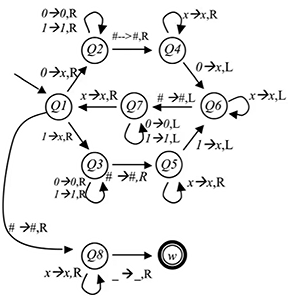 0→0,R
1→1,R
Q2
#-->#,R
Q4
x→x,R
0→x,R
0→x,L
Q1
x→x,R
Q7
#→#,L
Q6
x→x,L
0→0,L
1→1,L
1→x,R
1→x,L
Q3
#→#,R
Q5
0→0,R
1→1,R
x→x,R
#→#,R
Q8
w
x→x,R
_→_,R